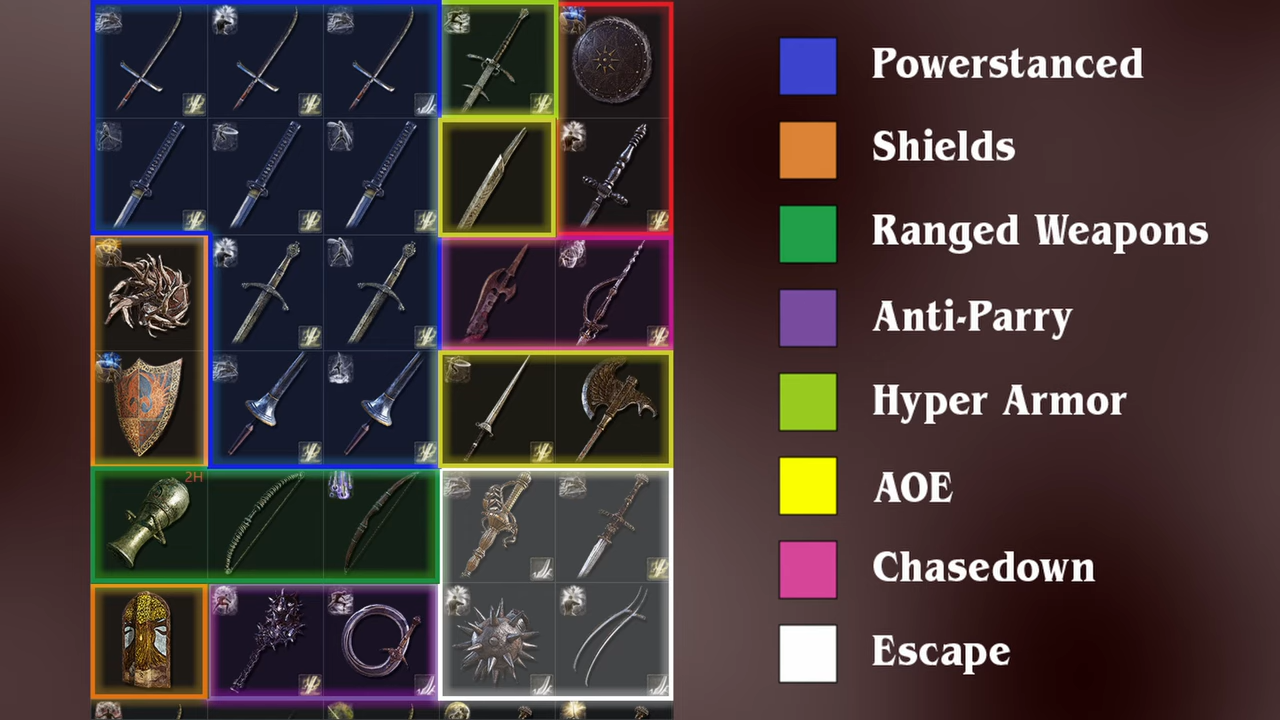 2H
Powerstanced
Shields
Ranged Weapons
Anti-Parry
Hyper Armor
AOE
Chasedown
Escape